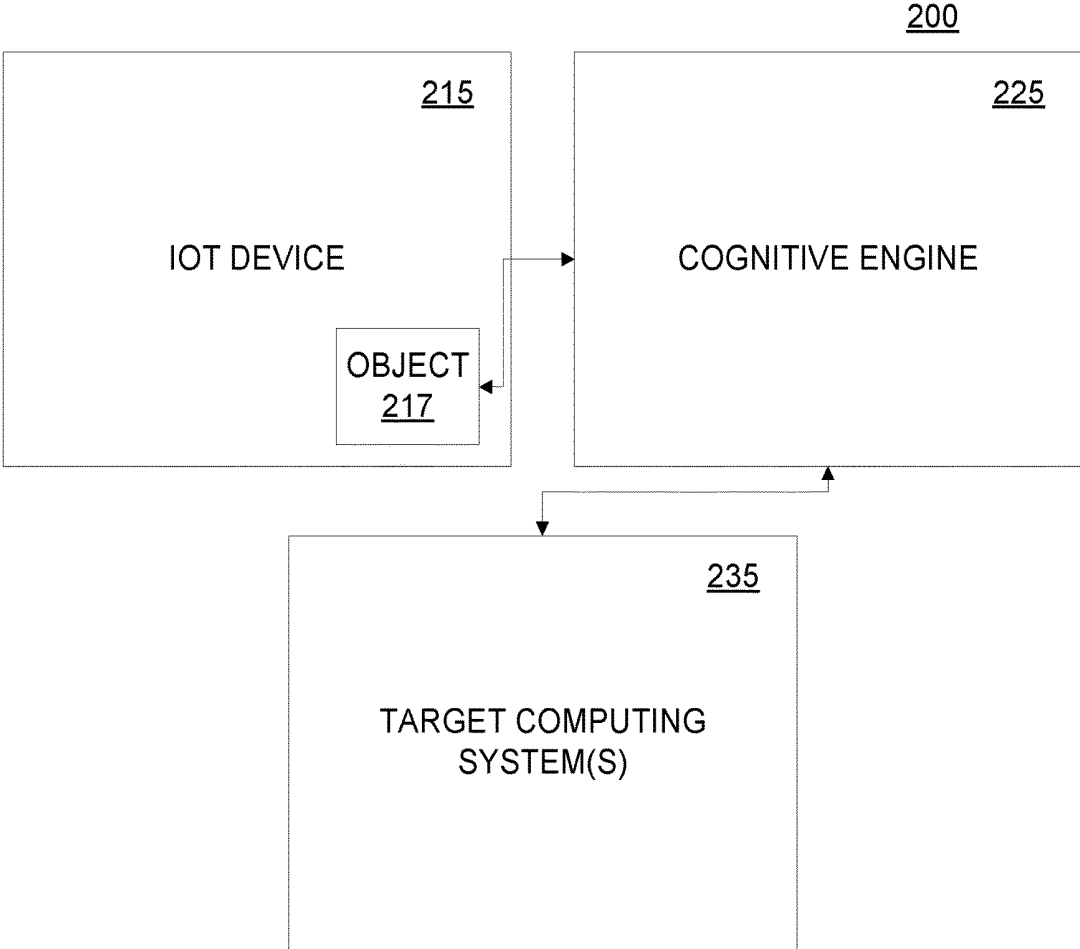 200
215
225
IOT DEVICE
COGNITIVE ENGINE
OBJECT
217
235
TARGET COMPUTING
SYSTEM(S)